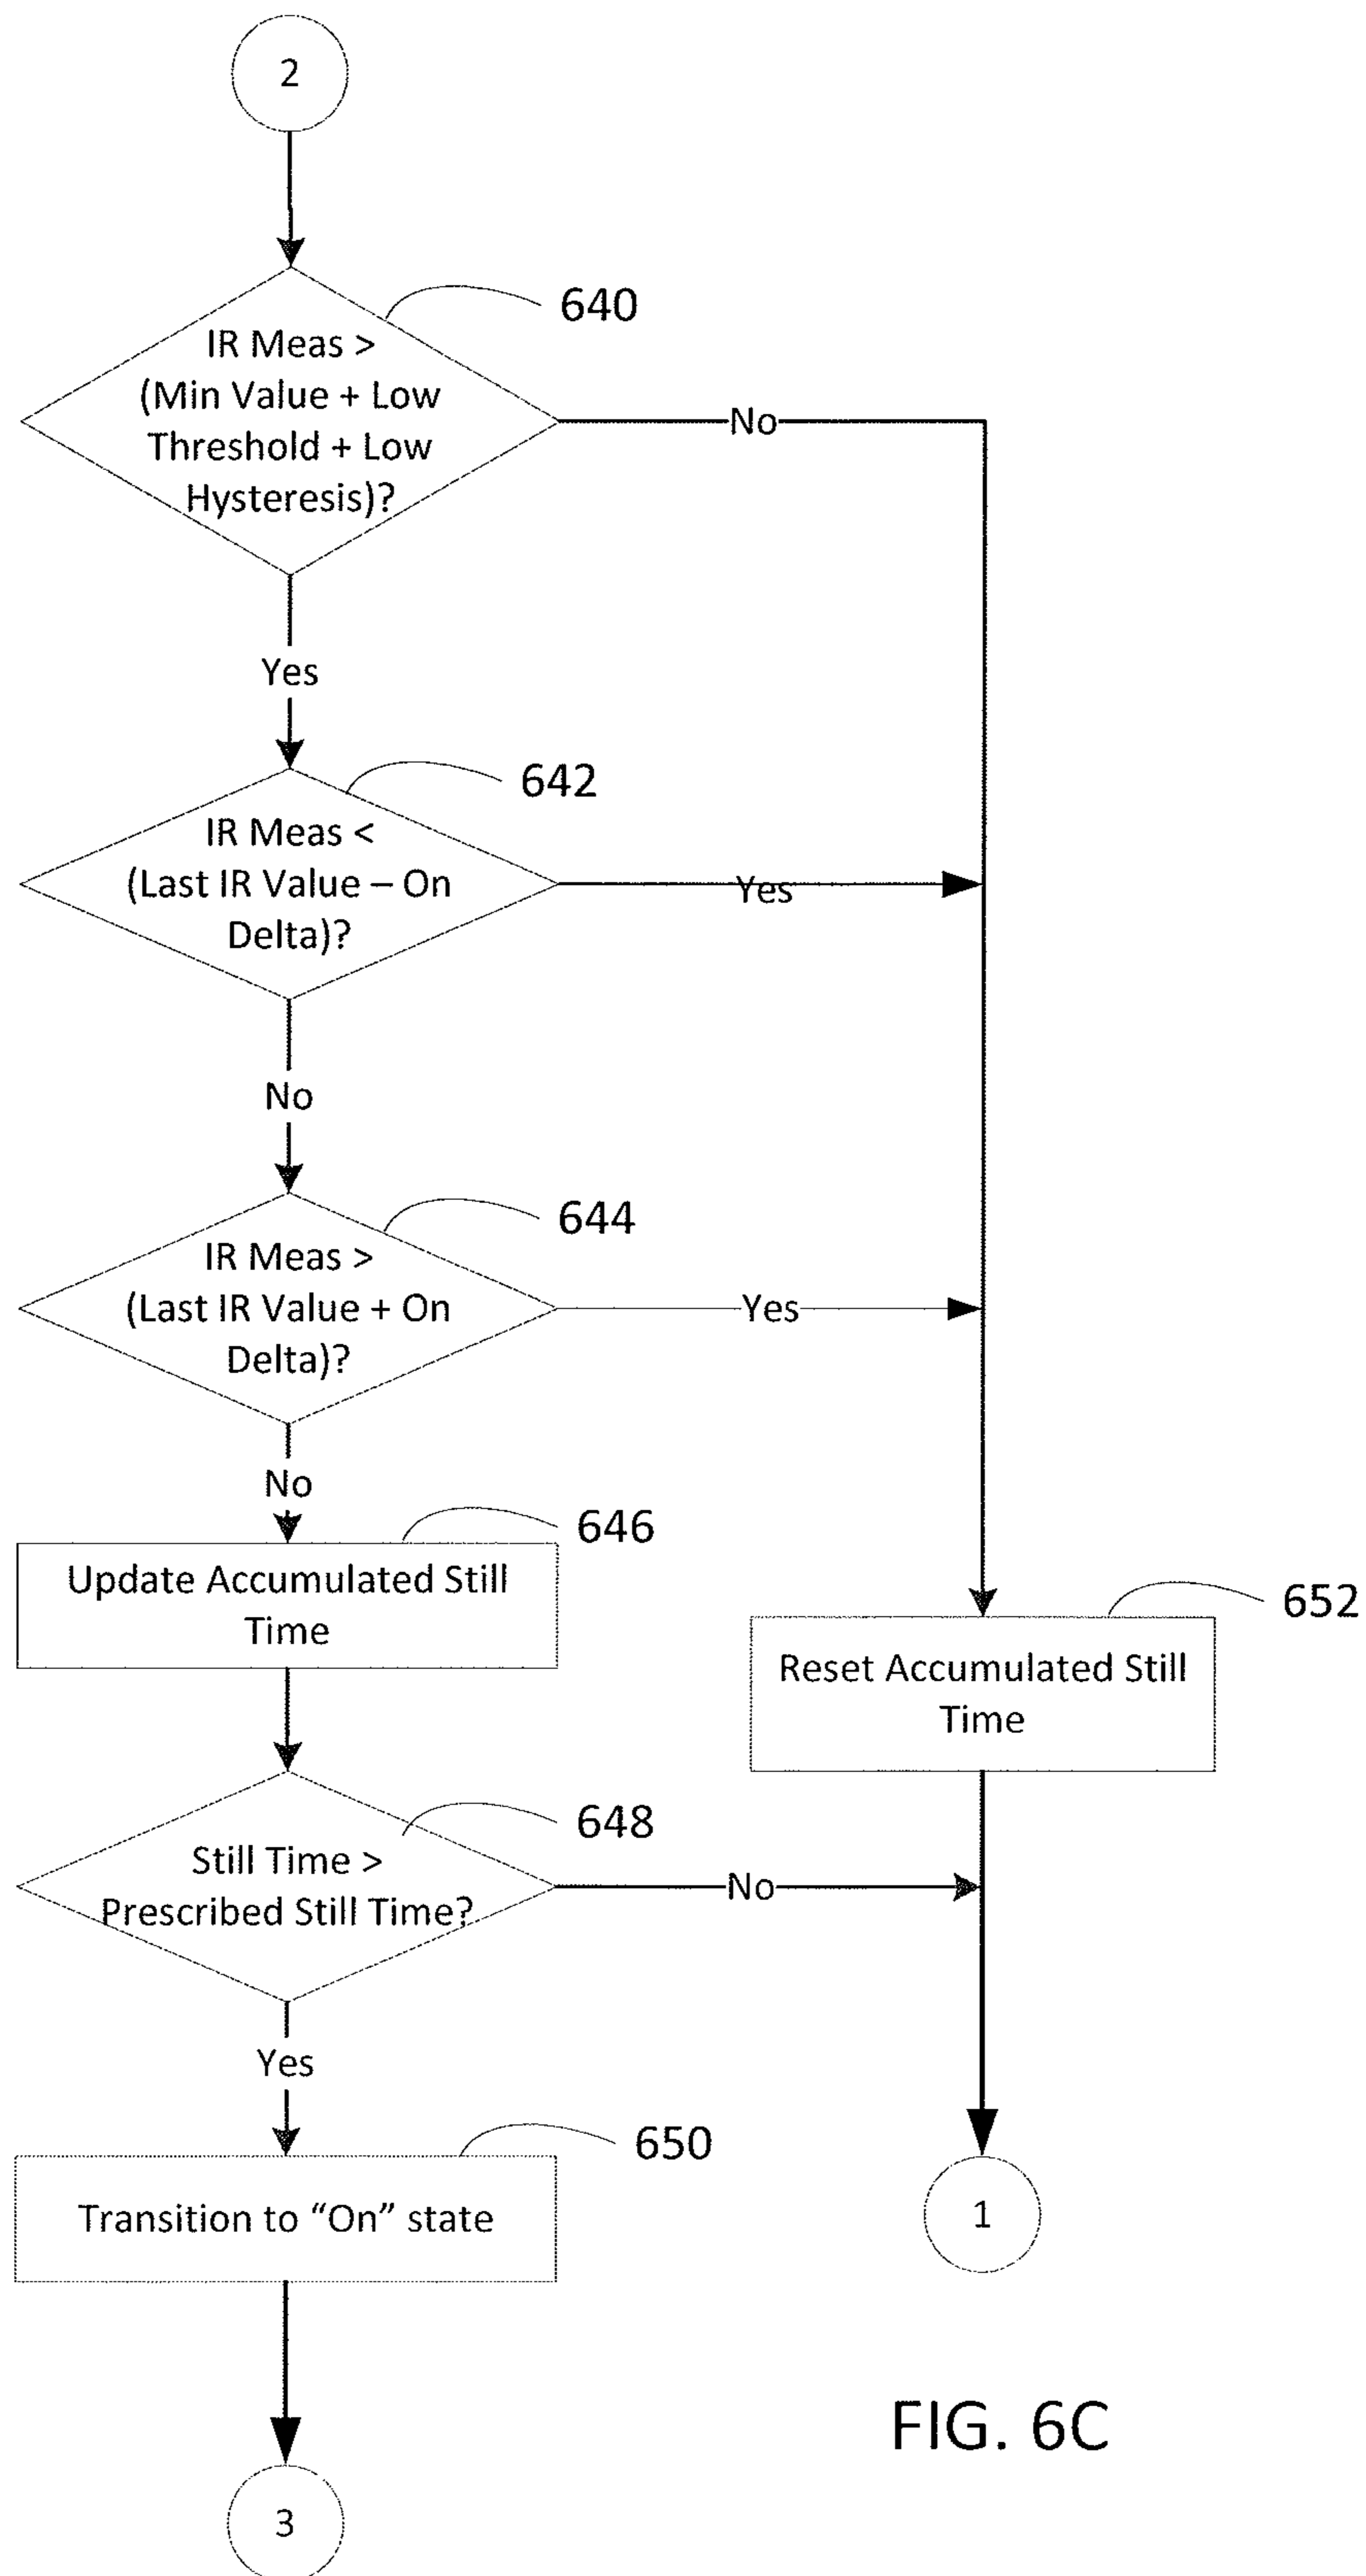 2
640
IR Meas >
(Min Value + Low
Threshold + Low
Hysteresis)?
No
Yes
642
IR Meas <
(Last IR Value – On
Delta)?
Yes
No
644
IR Meas >
(Last IR Value + On
Delta)?
Yes
No
646
Update Accumulated Still
Time
652
Reset Accumulated Still
Time
648
Still Time >
Prescribed Still Time?
No
Yes
650
Transition to “On” state
1
FIG. 6C
3